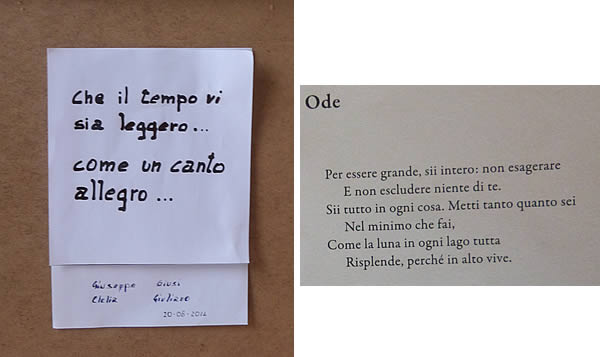 che il tempo vi
sia leggero...
come un canto
allegro...
Giuseppe Giusi
Clelia Giuliano
20-06-2012
Ode
Per essere grande, sii intero: non esagerare
E non escludere niente di te.
Sii tutto in ogni cosa. Metti tanto quanto sei
Nel minimo che fai,
Come la luna in ogni lago tutta
Risplende, perché in alto vive.